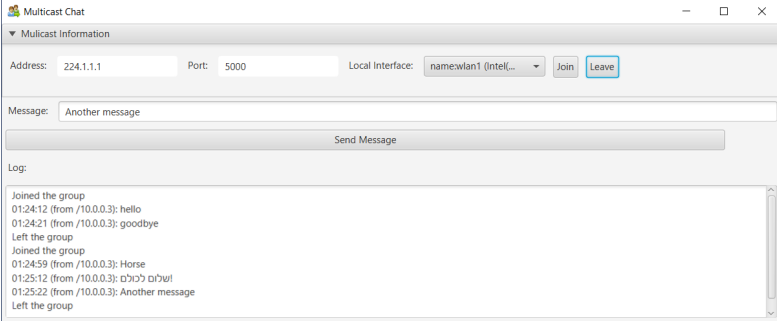 Multicast Chat
Mulicast Information
Address: 224.1.1.1 Port: 5000 Local Interface: name:wlan1 (Intel(... Join Leave
Message: Another message
Send Message
Log:
Joined the group
01:24:12 (from /10.0.0.3): hello
01:24:21 (from /10.0.0.3): goodbye
Left the group
Joined the group
01:24:59 (from /10.0.0.3): Horse
01:25:12 (from /10.0.0.3): שלום לכולם!
01:25:22 (from /10.0.0.3): Another message
Left the group